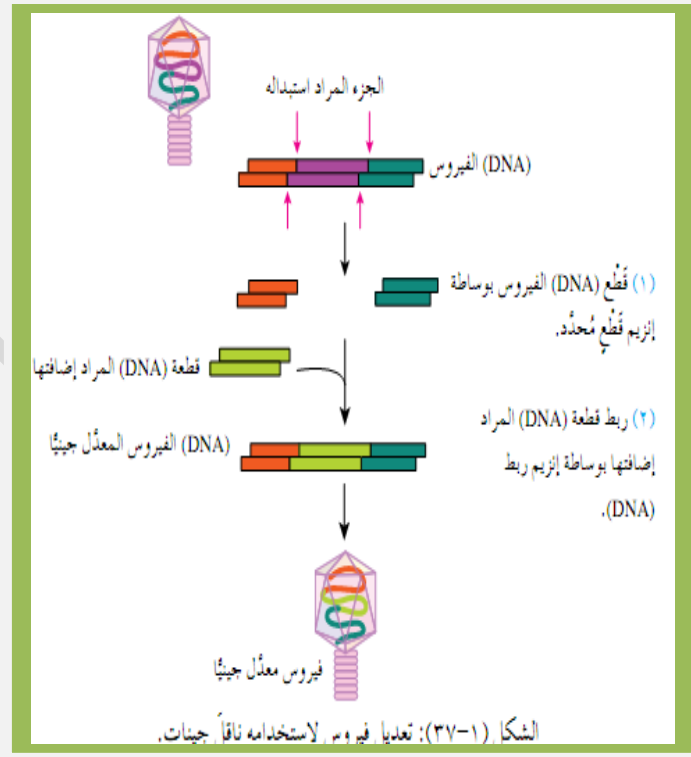 الجزء المراد استبداله
(DNA) الفيروس
(١) قَطْع (DNA) الفيروس بوساطة
إنزيم قَطْعٍ مُحدَّد.
قطعة (DNA) المراد إضافتها
(٢) ربط قطعة (DNA) المراد
إضافتها بوساطة إنزيم ربط
(DNA).
(DNA) الفيروس المعدَّل جينيًّا
فيروس معدَّل جينيًّا
الشكل (١-٣٧): تعديل فيروس لاستخدامه ناقلَ جينات.